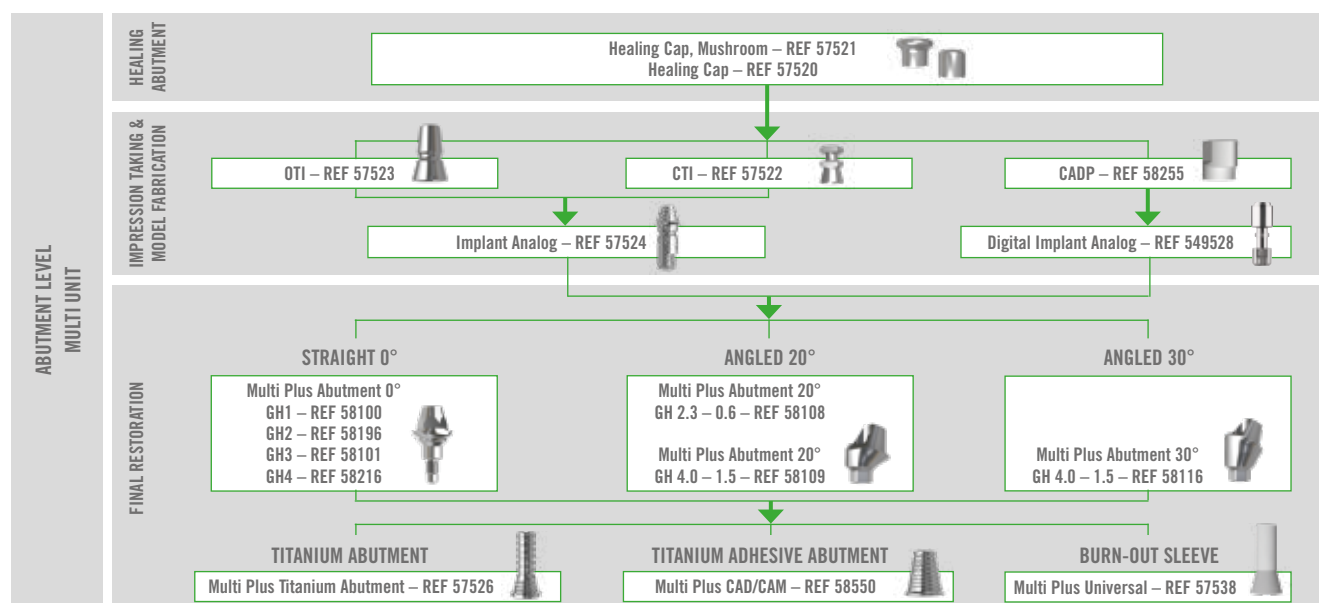 ABUTMENT LEVEL
MULTI UNIT
HEALING
ABUTMENT
Healing Cap, Mushroom – REF 57521
Healing Cap – REF 57520
IMPRESSION TAKING &
MODEL FABRICATION
OTI – REF 57523
CTI – REF 57522
CADP – REF 58255
Implant Analog – REF 57524
Digital Implant Analog – REF 549528
FINAL RESTORATION
STRAIGHT 0°
Multi Plus Abutment 0°
GH1 – REF 58100
GH2 – REF 58196
GH3 – REF 58101
GH4 – REF 58216
ANGLED 20°
Multi Plus Abutment 20°
GH 2.3 – 0.6 – REF 58108
Multi Plus Abutment 20°
GH 4.0 – 1.5 – REF 58109
ANGLED 30°
Multi Plus Abutment 30°
GH 4.0 – 1.5 – REF 58116
TITANIUM ABUTMENT
Multi Plus Titanium Abutment – REF 57526
TITANIUM ADHESIVE ABUTMENT
Multi Plus CAD/CAM – REF 58550
BURN-OUT SLEEVE
Multi Plus Universal – REF 57538